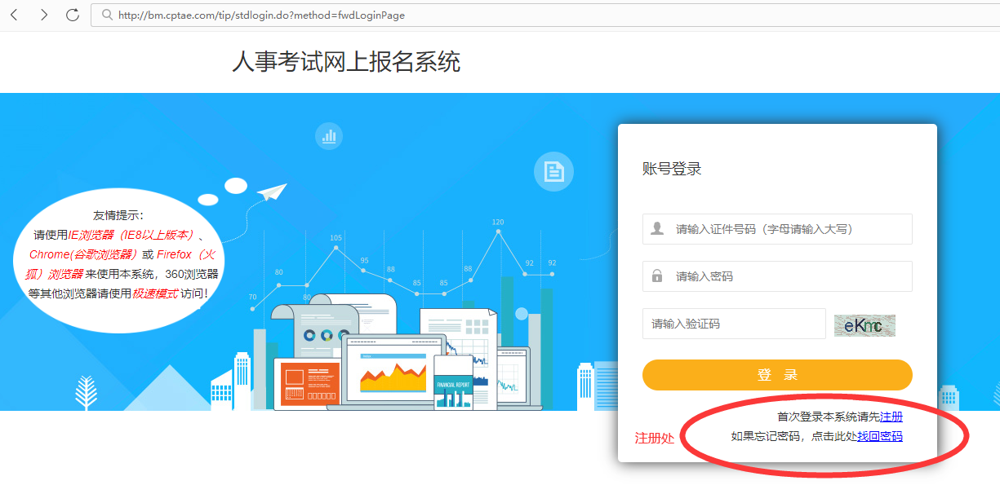 http://bm.cptae.com/tip/stdlogin.do?method=fwdLoginPage
人事考试网上报名系统
友情提示：
请使用IE浏览器（IE8以上版本）、
Chrome(谷歌浏览器）或 Firefox（火
狐）浏览器 来使用本系统，360浏览器
等其他浏览器请使用极速模式 访问！
70
80
80
105
95
88
85
85
88
120
92
92
FINANCIAL REPORT
账号登录
请输入证件号码（字母请输入大写）
请输入密码
请输入验证码
eKmc
登 录
首次登录本系统请先注册
如果忘记密码，点击此处找回密码
注册处